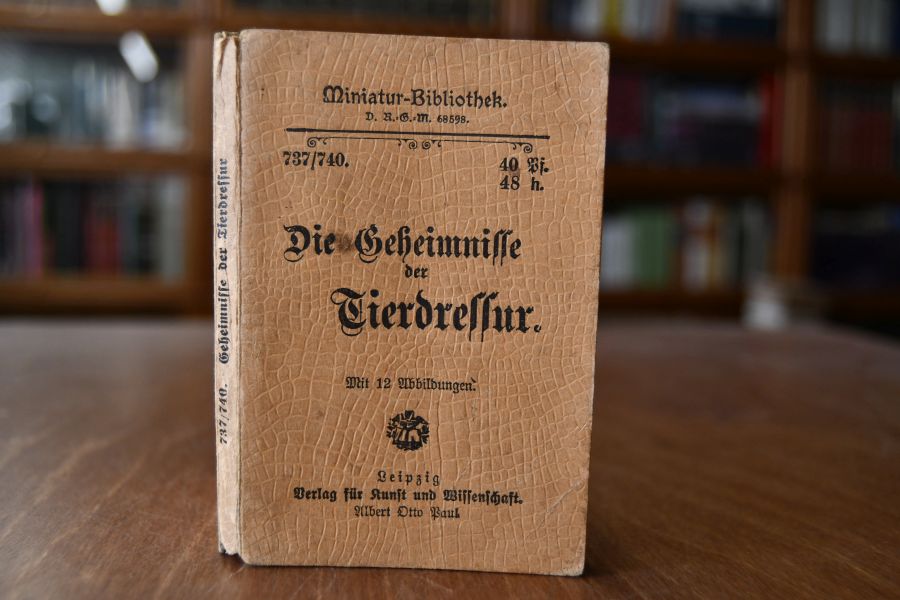 Miniatur-Bibliothek.
D. R.-G.-M. 68598.
737/740.
40 Pf.
48 h.
Die Geheimnisse
der
Tierdressur.
Mit 12 Abbildungen.
Leipzig
Verlag für Kunst und Wissenschaft.
Albert Otto Paul
737/740. Geheimnisse der Tierdressur